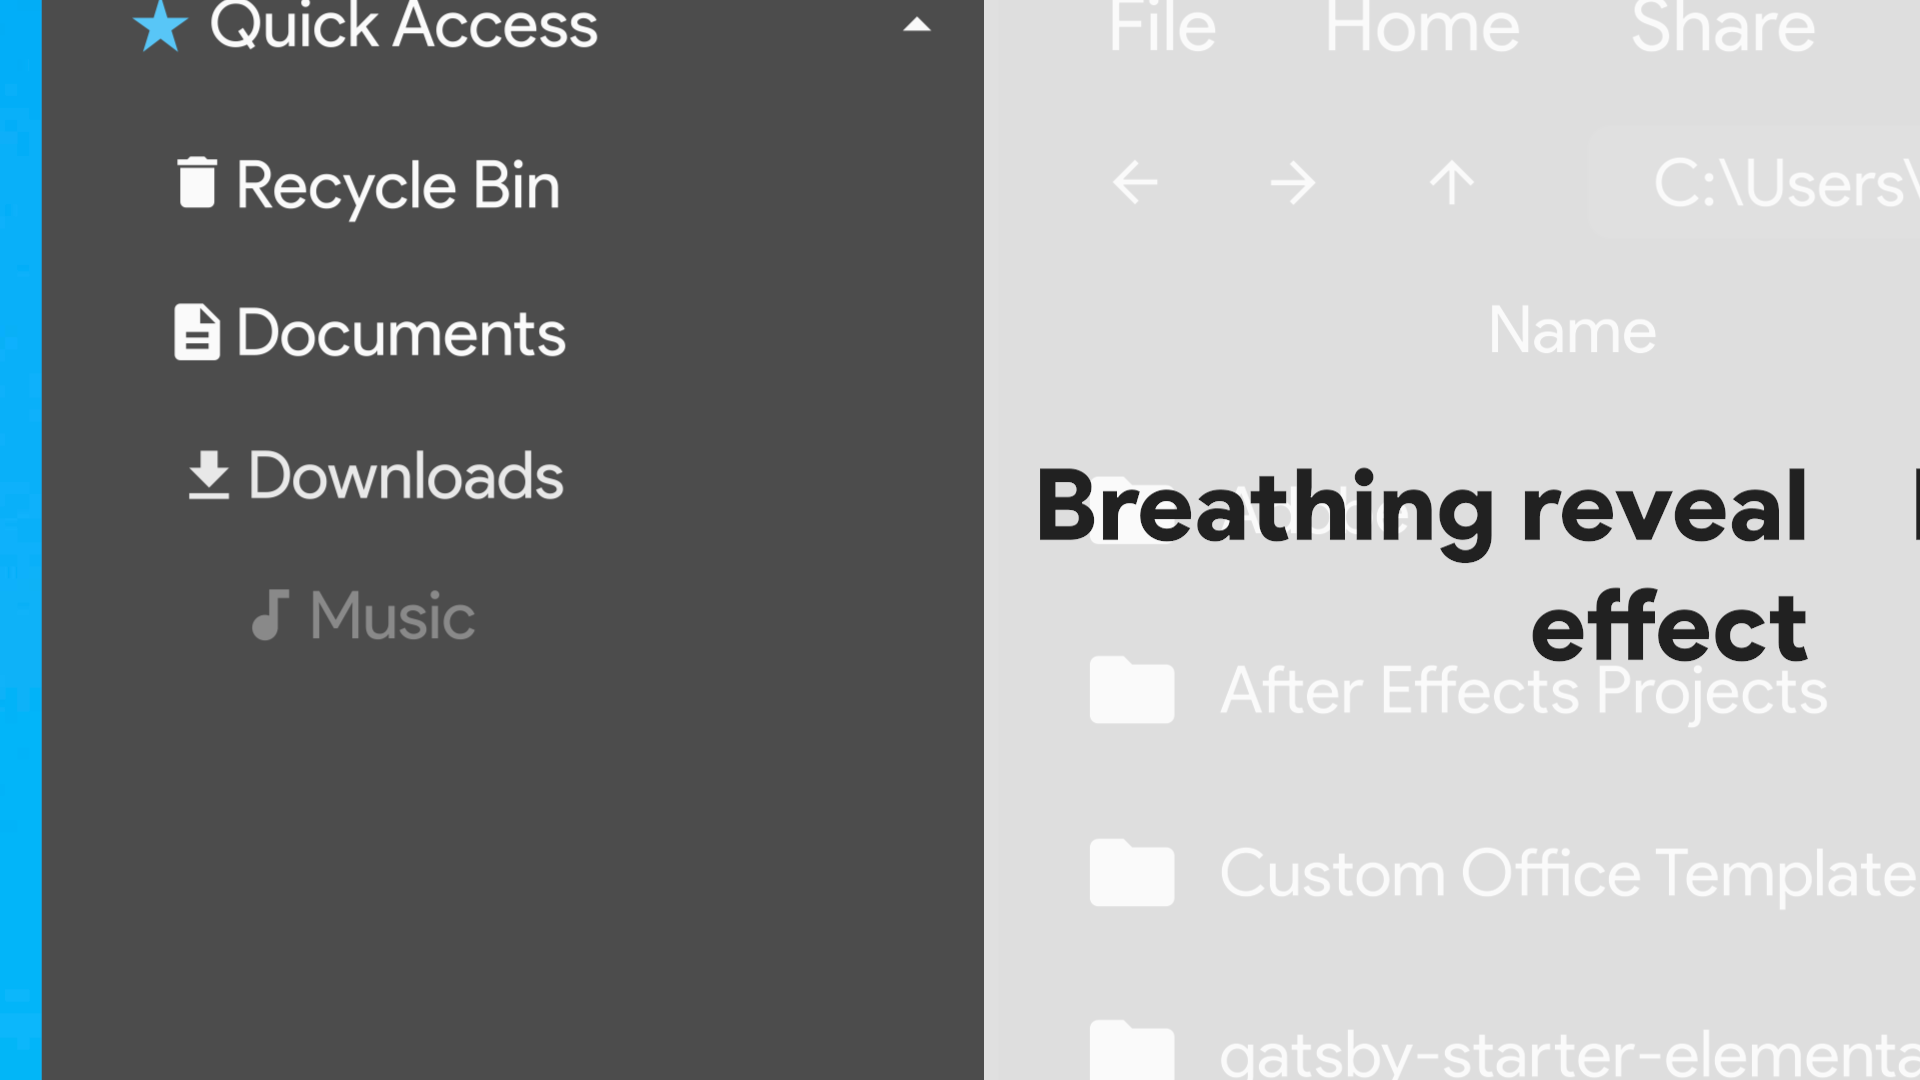 Quick Access
Recycle Bin
Documents
Downloads
Music
File Home Share
C:\Users\
Name
Adobe
Breathing reveal
effect
After Effects Projects
Custom Office Template
gatsby-starter-elementa